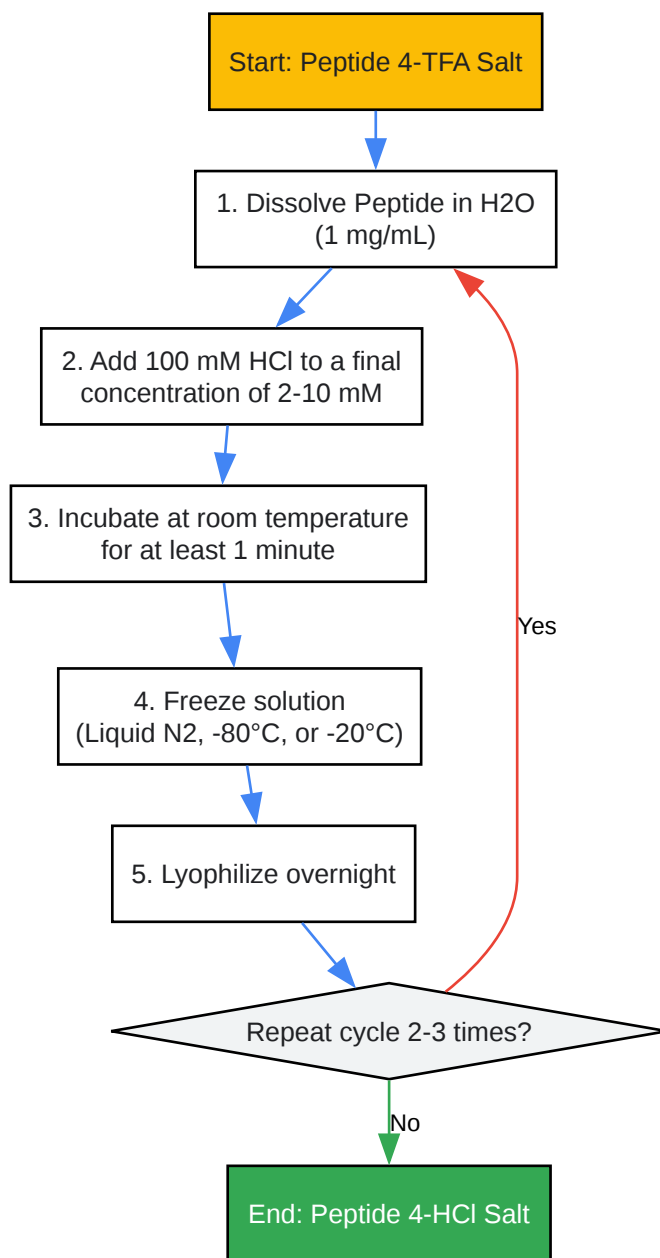 Start: Peptide 4-TFA Salt
1. Dissolve Peptide in H2O
(1 mg/mL)
2. Add 100 mM HCl to a final
concentration of 2-10 mM
3. Incubate at room temperature
for at least 1 minute
Yes
4. Freeze solution
(Liquid N2, -80°C, or -20°C)
5. Lyophilize overnight
Repeat cycle 2-3 times?
No
End: Peptide 4-HCl Salt